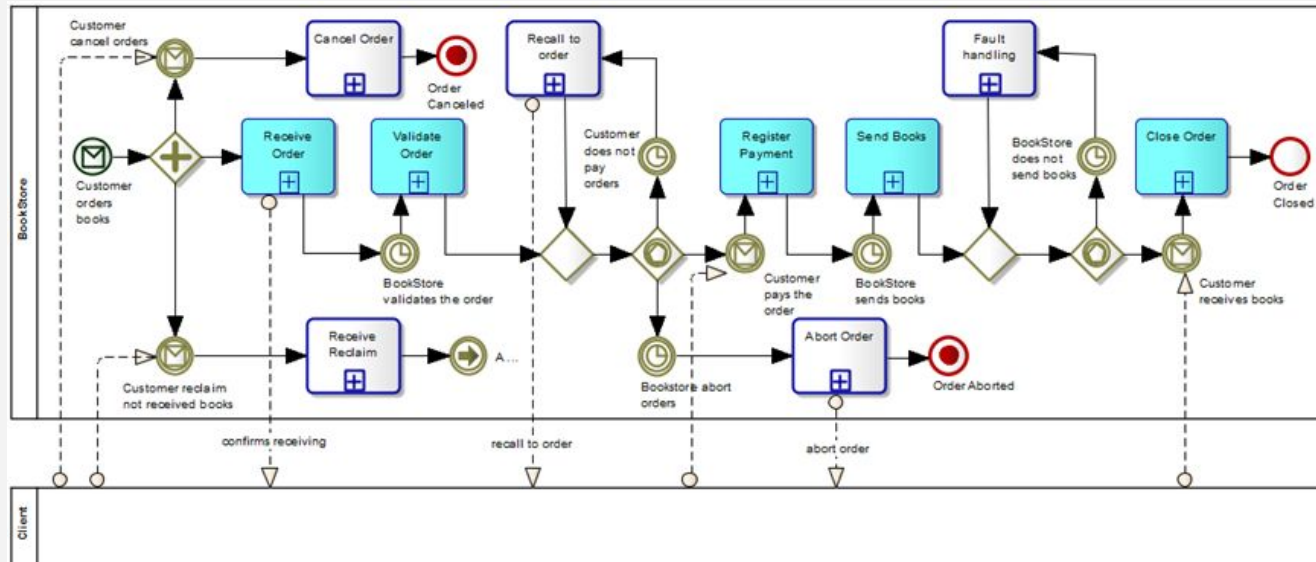 Customer
cancel orders
Cancel Order
Order
Canceled
Recall to
order
Fault
handling
Customer
orders
books
Receive
Order
Validate
Order
Customer
does not
pay
orders
Register
Payment
Send Books
BookStore
does not
send books
Close Order
Order
Closed
BookStore
BookStore
validates the order
Customer
pays the
order
BookStore
sends books
Customer
receives books
Receive
Reclaim
A...
Abort Order
Customer reclaim
not received books
Bookstore abort
orders
Order Aborted
confirms receiving
recall to order
abort order
Client